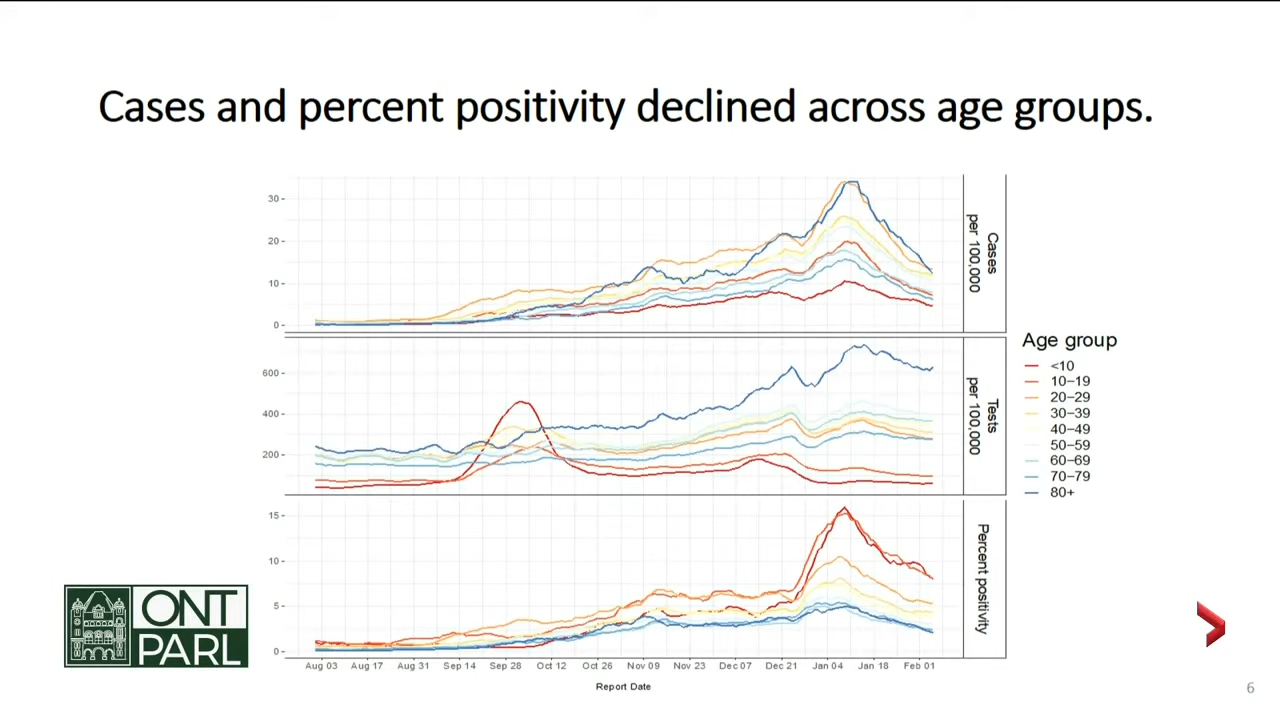 Cases and percent positivity declined across age groups.
30
20
10
0
Cases
per 100,000
600
400
200
Tests
per 100,000
15
10
5
0
Percent positivity
Aug 03 Aug 17 Aug 31 Sep 14 Sep 28 Oct 12 Oct 26 Nov 09 Nov 23 Dec 07 Dec 21 Jan 04 Jan 18 Feb 01
Report Date
Age group
<10
10–19
20–29
30–39
40–49
50–59
60–69
70–79
80+
ONT
PARL
6